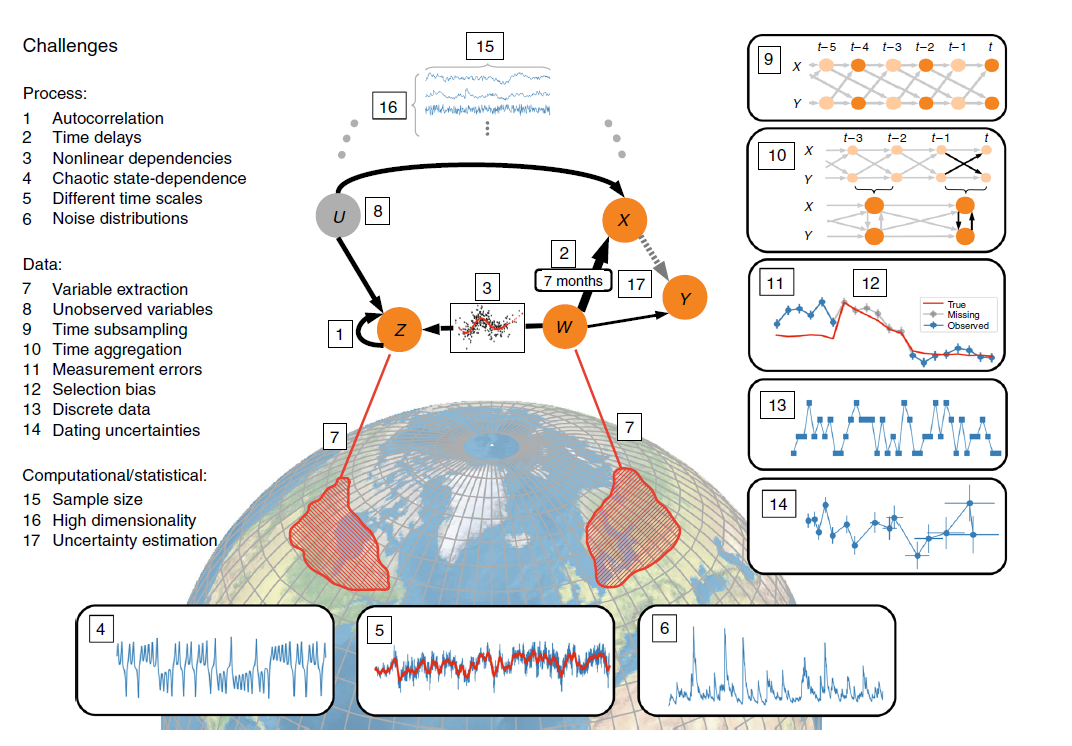 Challenges
Process:
1 Autocorrelation
2 Time delays
3 Nonlinear dependencies
4 Chaotic state-dependence
5 Different time scales
6 Noise distributions
Data:
7 Variable extraction
8 Unobserved variables
9 Time subsampling
10 Time aggregation
11 Measurement errors
12 Selection bias
13 Discrete data
14 Dating uncertainties
Computational/statistical:
15 Sample size
16 High dimensionality
17 Uncertainty estimation
15
16
U
8
X
2
7 months
17
Y
3
1
Z
W
7
7
9
t–5 t–4 t–3 t–2 t–1 t
X
Y
10
t–3 t–2 t–1 t
X
Y
X
Y
11
12
True
Missing
Observed
13
14
4
5
6